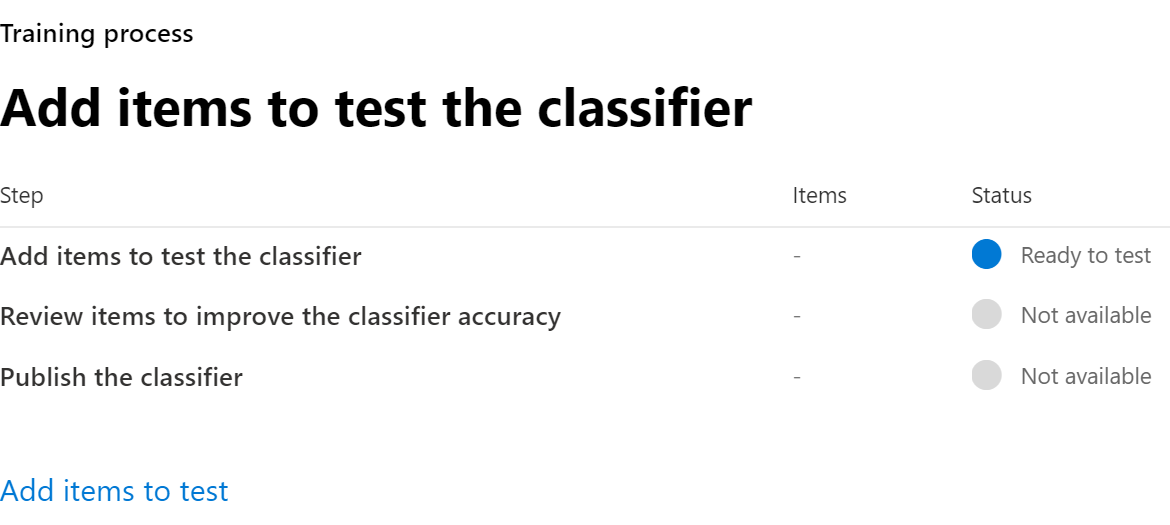 Training process
Add items to test the classifier
Step Items Status
Add items to test the classifier - Ready to test
Review items to improve the classifier accuracy - Not available
Publish the classifier - Not available
Add items to test